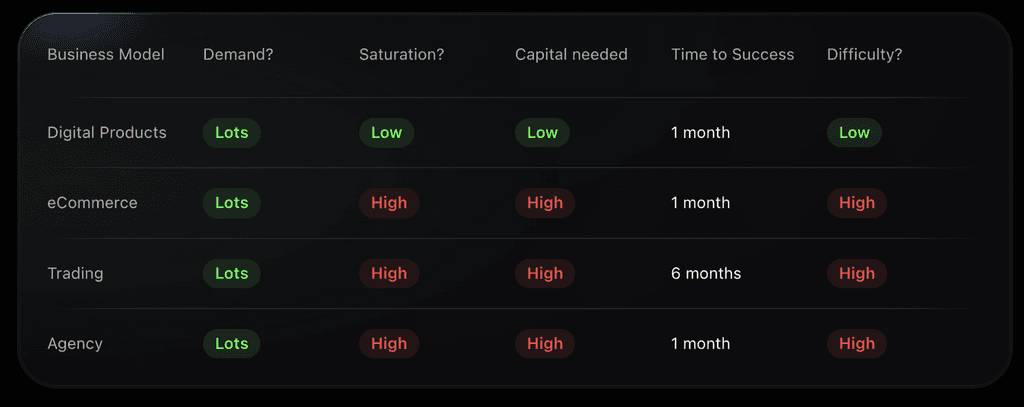 Business Model Demand? Saturation? Capital needed Time to Success Difficulty?
Digital Products Lots Low Low 1 month Low
eCommerce Lots High High 1 month High
Trading Lots High High 6 months High
Agency Lots High High 1 month High